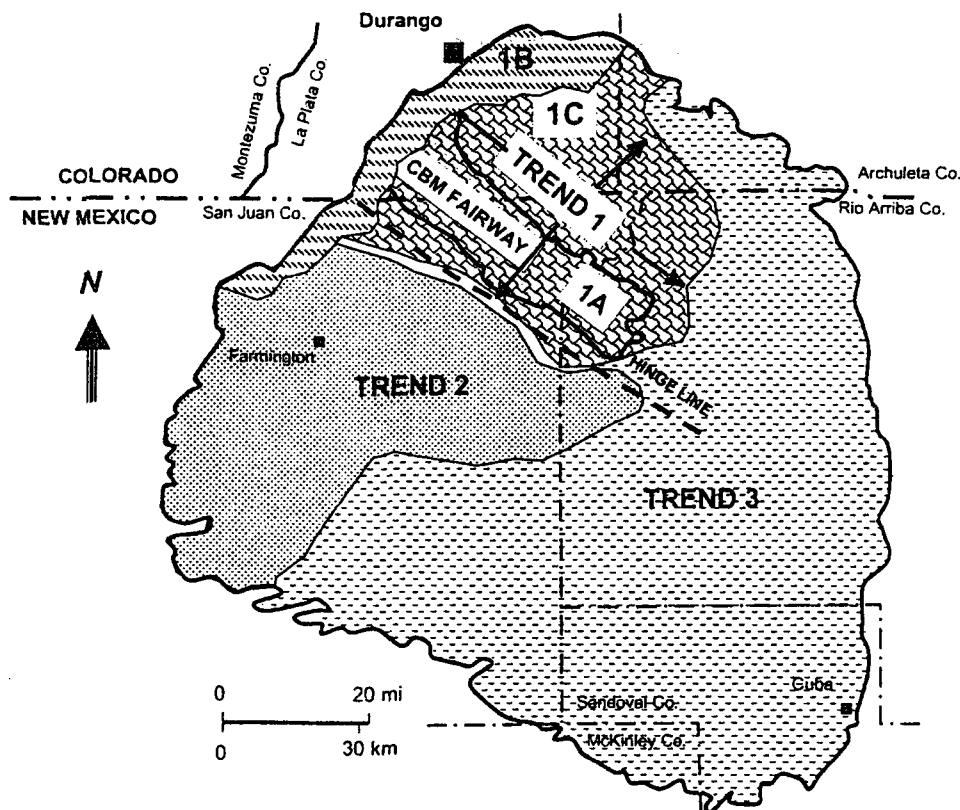 Durango
1B
Montezuma Co.
La Plata Co.
1C
TREND 1
CBM FAIRWAY
COLORADO
NEW MEXICO
San Juan Co.
Archuleta Co.
Rio Arriba Co.
N
1A
Farmington
TREND 2
HINGE LINE
TREND 3
0 20 mi
0 30 km
Cuba
Sandoval Co.
McKinley Co.